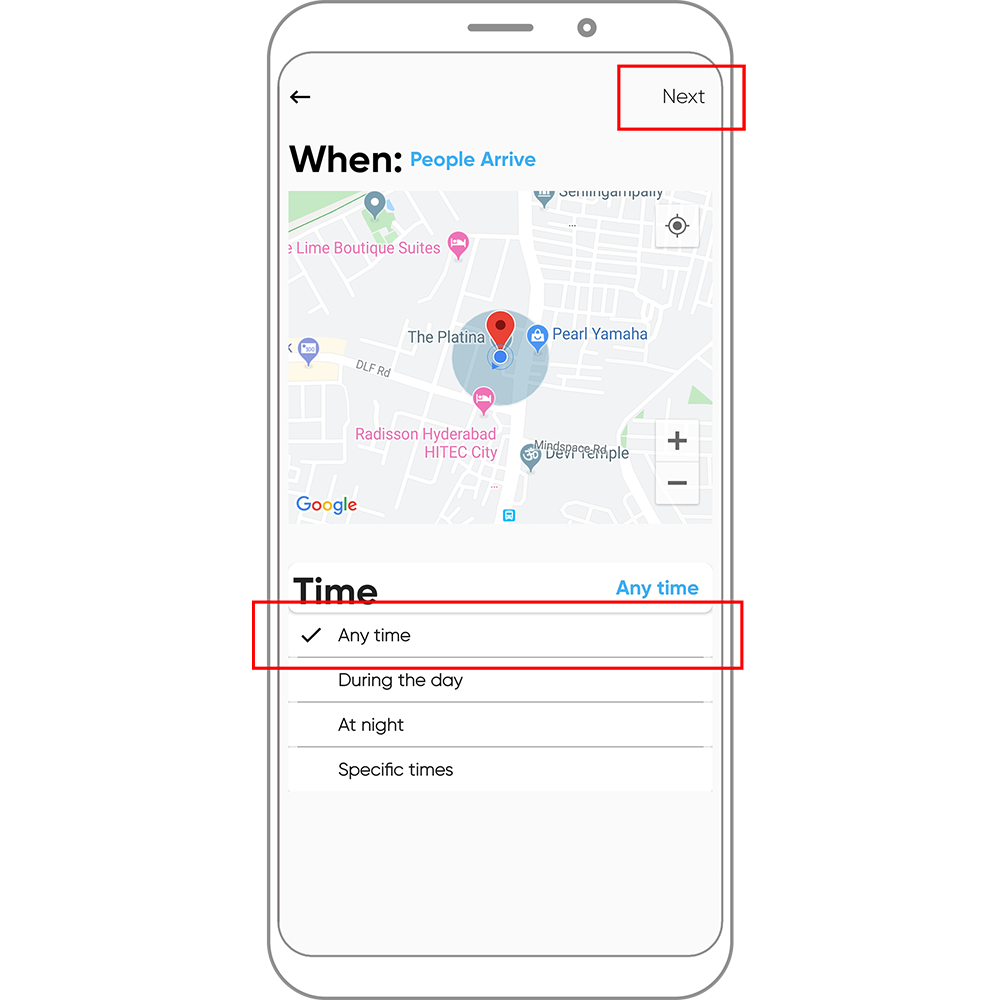 Next
When: People Arrive
Serilingampally
e Lime Boutique Suites
The Platina
Pearl Yamaha
K
DLF Rd
Radisson Hyderabad
HITEC City
Mindspace Rd
Devi Temple
Google
Time
Any time
Any time
During the day
At night
Specific times